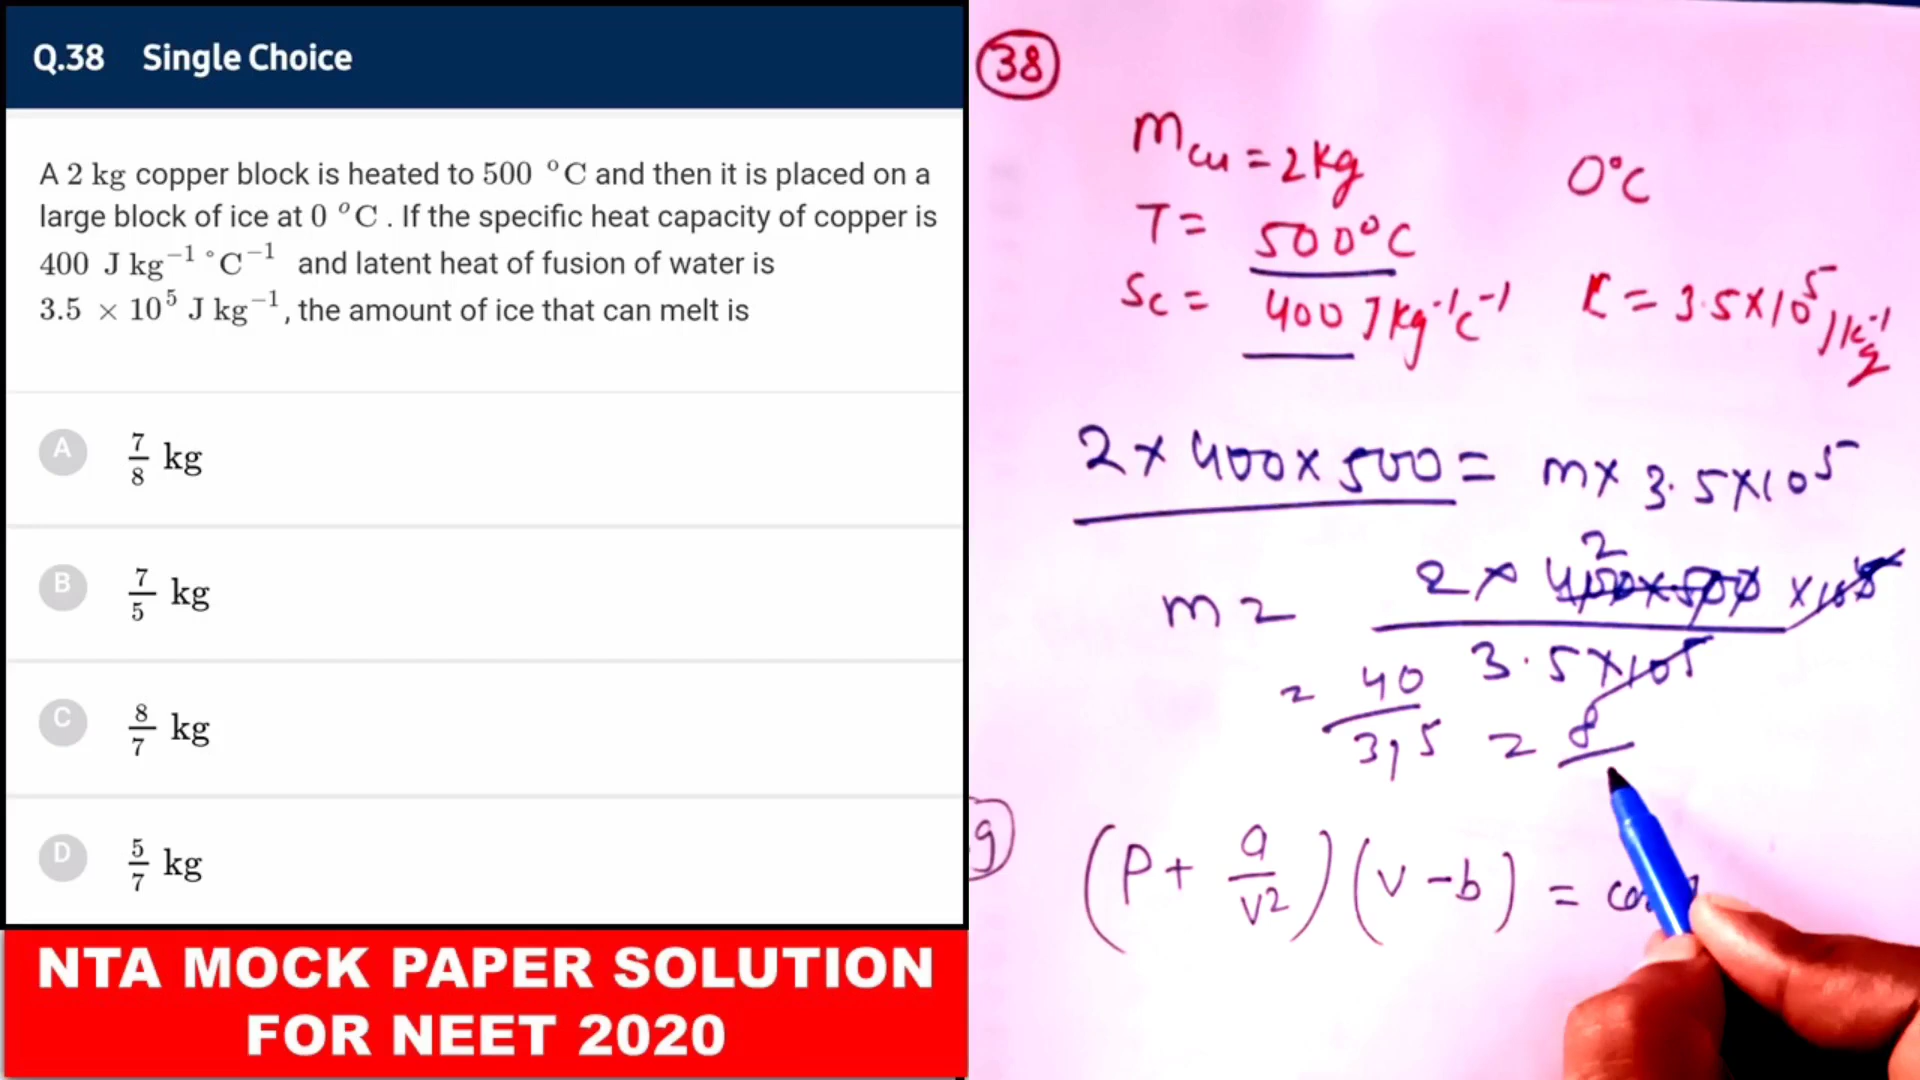 Q.38 Single Choice
A 2 kg copper block is heated to 500 °C and then it is placed on a
large block of ice at 0 °C . If the specific heat capacity of copper is
400 J kg⁻¹ °C⁻¹ and latent heat of fusion of water is
3.5 × 10⁵ J kg⁻¹, the amount of ice that can melt is
A 7/8 kg
B 7/5 kg
C 8/7 kg
D 5/7 kg
NTA MOCK PAPER SOLUTION
FOR NEET 2020
38
Mcu = 2kg 0°C
T = 500°C
Sc = 400 J kg⁻¹ C⁻¹ = 3.5×10⁵ J kg⁻¹
2 × 400 × 500 = m × 3.5×10⁵
2
m = 2 × 400 × 500
3.5×10⁵
= 40/3.5 = 8
9
(P + a/V²)(V - b) =